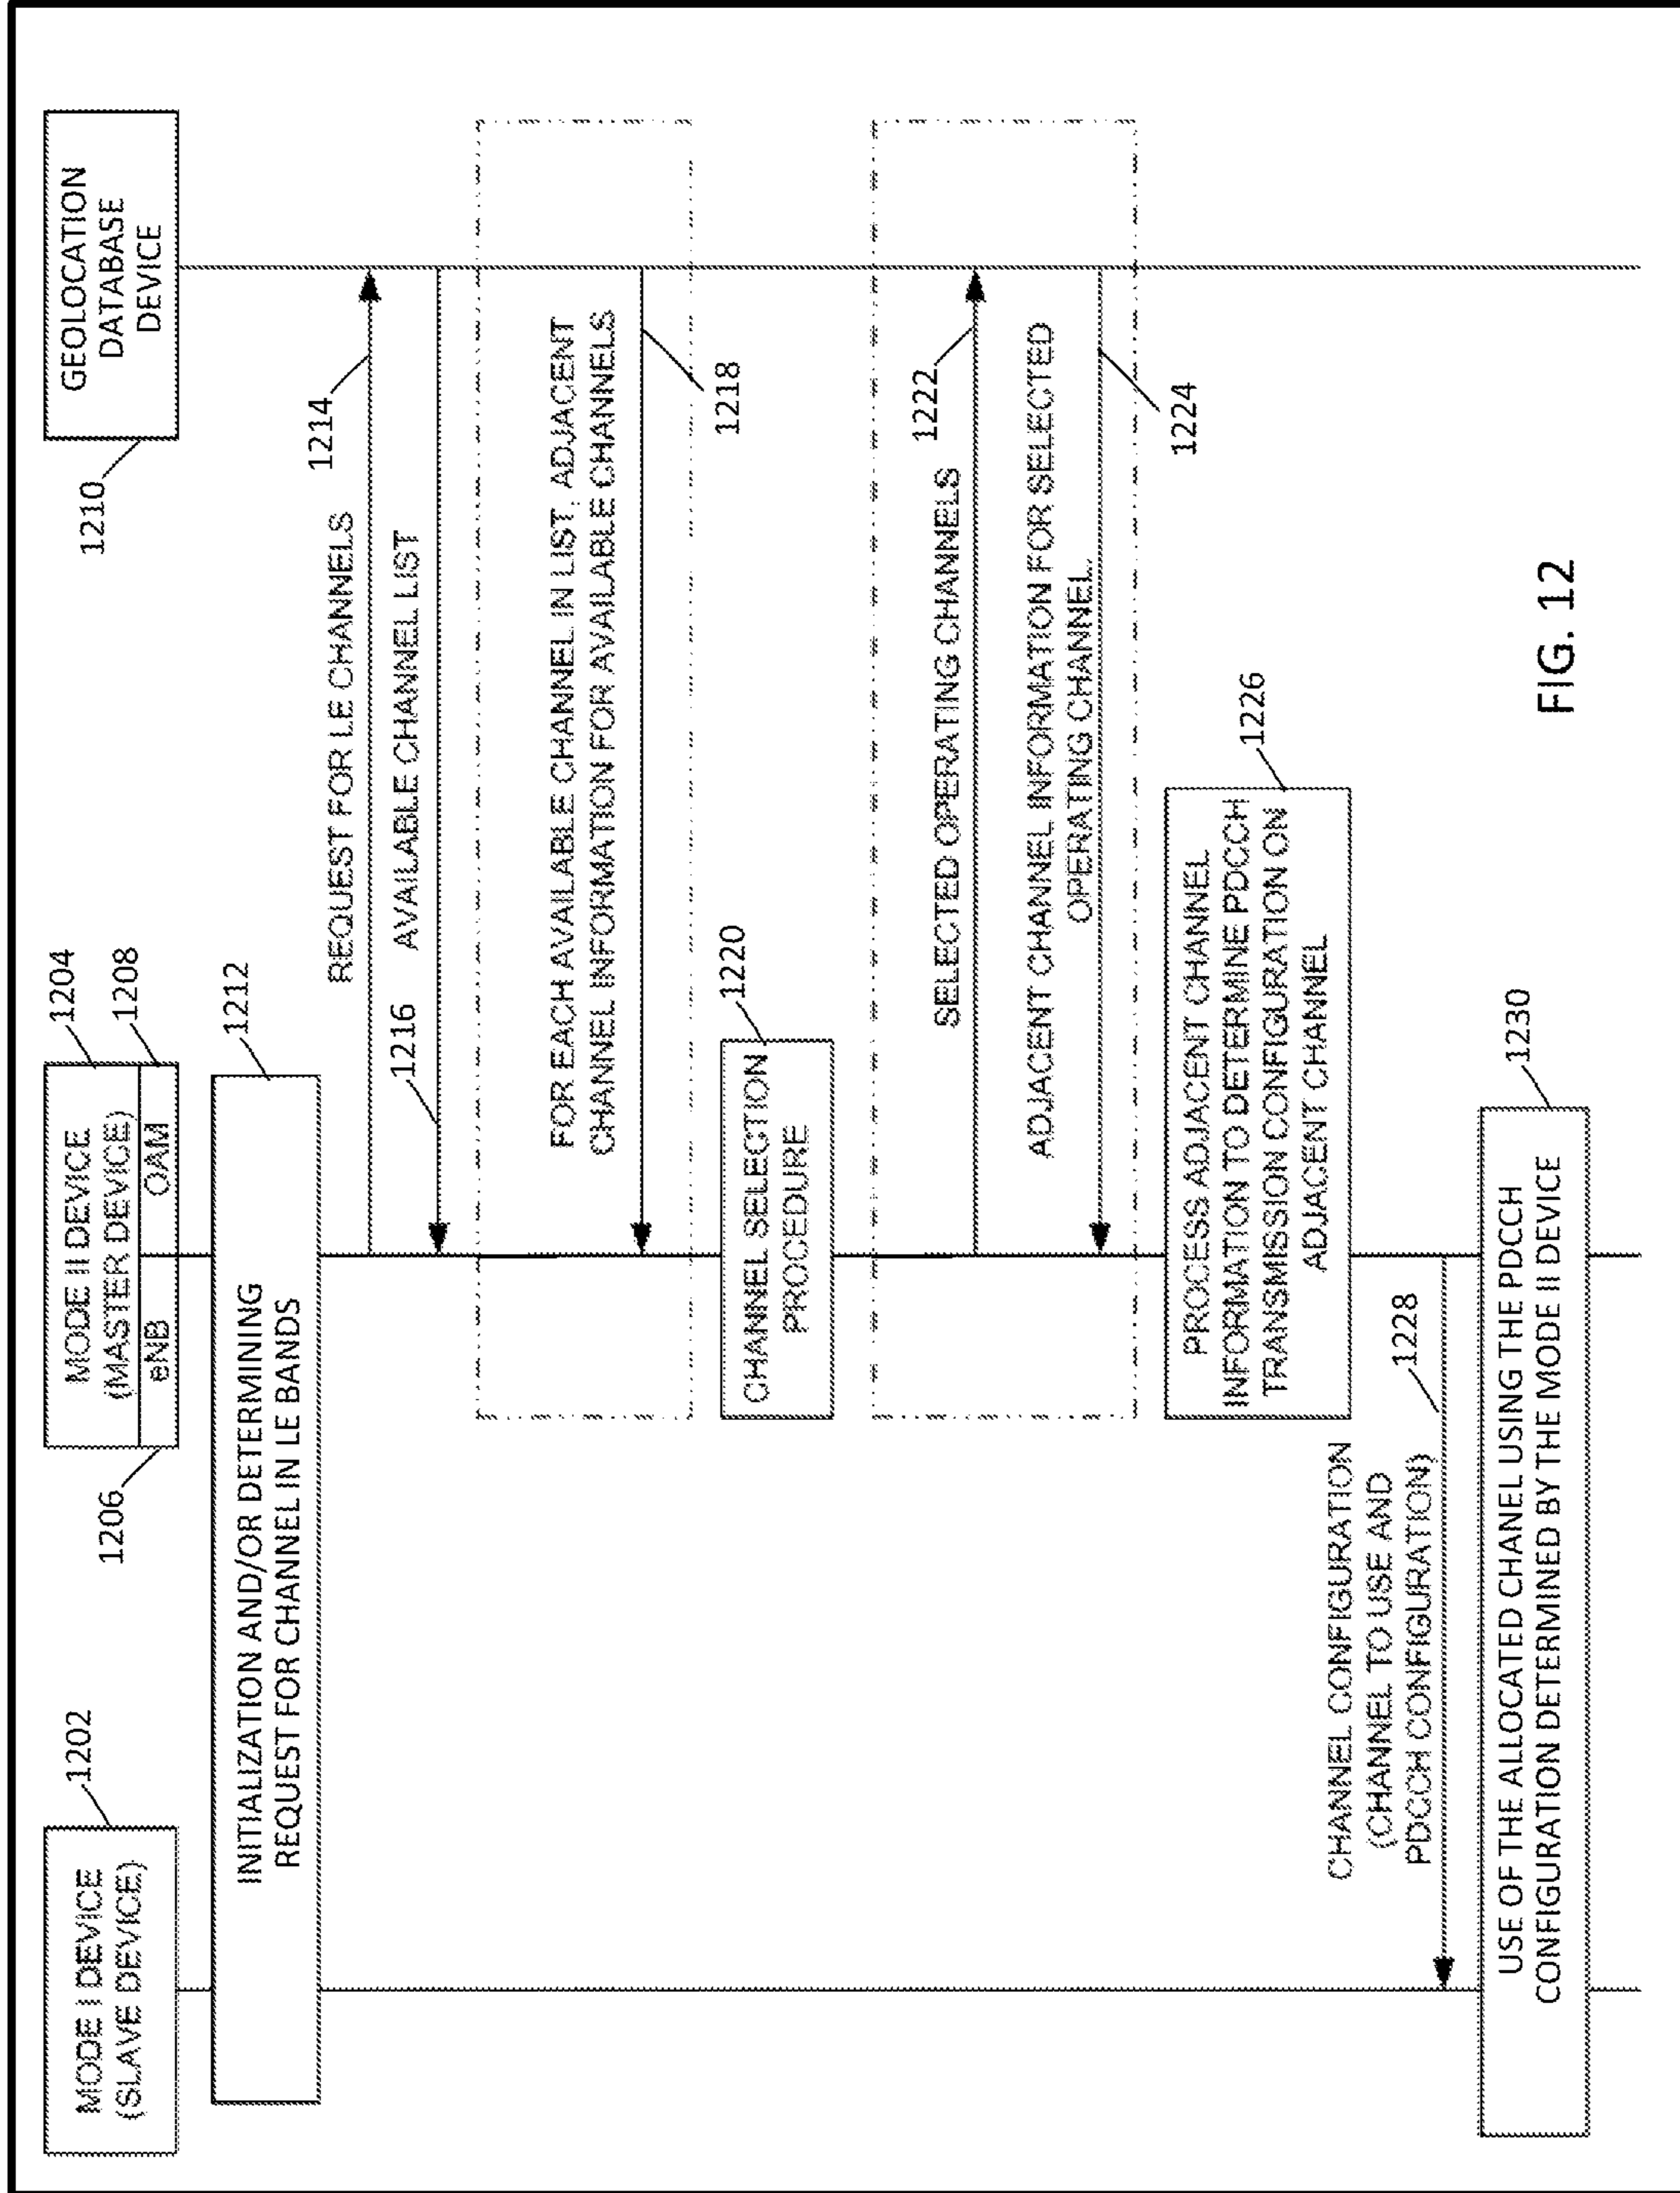 MODE I DEVICE
(SLAVE DEVICE)
1202
MODE II DEVICE
(MASTER DEVICE)
eNB
OAM
1204
1206
1208
GEOLOCATION
DATABASE
DEVICE
1210
INITIALIZATION AND/OR DETERMINING
REQUEST FOR CHANNEL IN LE BANDS
1212
REQUEST FOR LE CHANNELS
1214
1216
AVAILABLE CHANNEL LIST
FOR EACH AVAILABLE CHANNEL IN LIST, ADJACENT
CHANNEL INFORMATION FOR AVAILABLE CHANNELS
1218
CHANNEL SELECTION
PROCEDURE
1220
SELECTED OPERATING CHANNELS
1222
ADJACENT CHANNEL INFORMATION FOR SELECTED
OPERATING CHANNEL.
1224
PROCESS ADJACENT CHANNEL
INFORMATION TO DETERMINE PDCCH
TRANSMISSION CONFIGURATION ON
ADJACENT CHANNEL
1226
CHANNEL CONFIGURATION
(CHANNEL TO USE AND
PDCCH CONFIGURATION)
1228
USE OF THE ALLOCATED CHANEL USING THE PDCCH
CONFIGURATION DETERMINED BY THE MODE II DEVICE
1230
FIG. 12